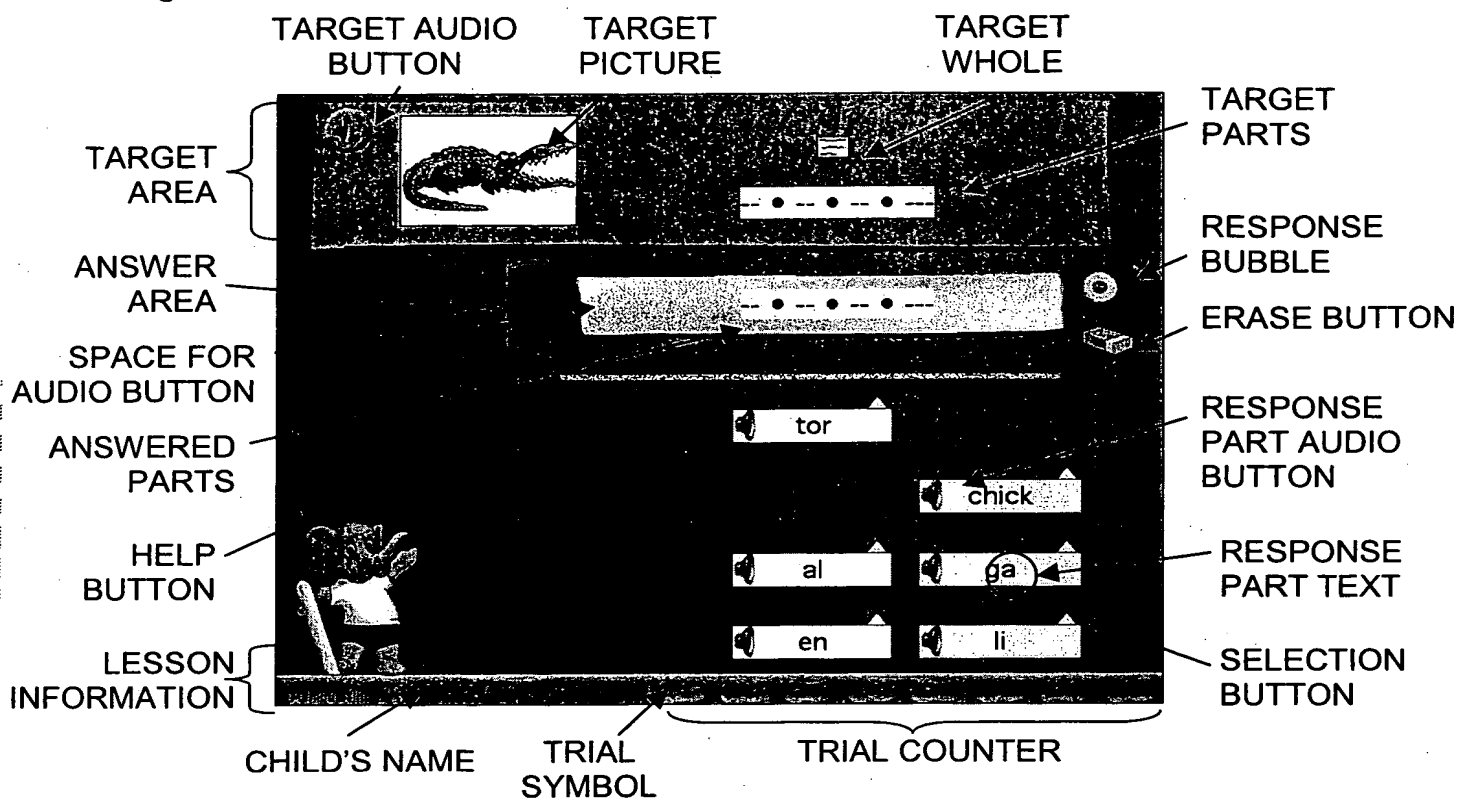 TARGET AUDIO
BUTTON
TARGET
PICTURE
TARGET
WHOLE
TARGET
PARTS
TARGET
AREA
RESPONSE
BUBBLE
ANSWER
AREA
ERASE BUTTON
SPACE FOR
AUDIO BUTTON
RESPONSE
PART AUDIO
BUTTON
tor
ANSWERED
PARTS
chick
HELP
BUTTON
al
ga
RESPONSE
PART TEXT
en
li
LESSON
INFORMATION
SELECTION
BUTTON
CHILD'S NAME
TRIAL
SYMBOL
TRIAL COUNTER